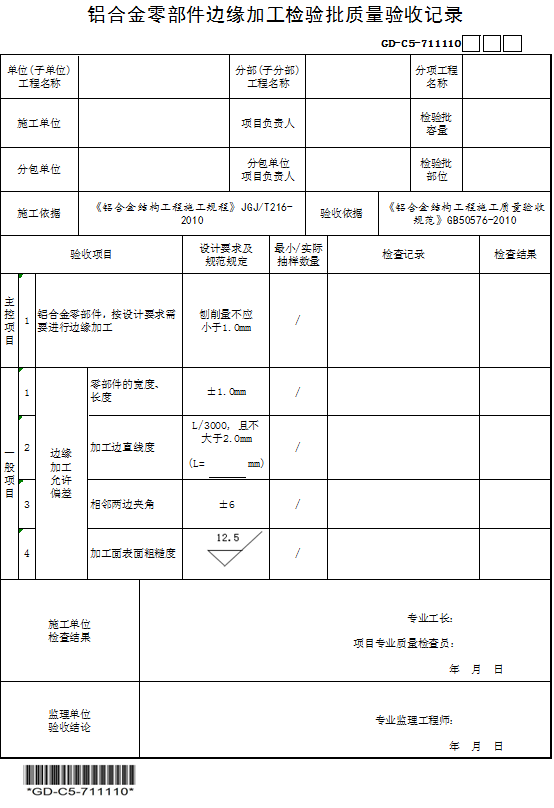 铝合金零部件边缘加工检验批质量验收记录
GD-C5-711110
单位(子单位)
工程名称
分部(子分部)
工程名称
分项工程
名称
施工单位
项目负责人
检验批
容量
分包单位
分包单位
项目负责人
检验批
部位
施工依据
《铝合金结构工程施工规程》JGJ/T216-
2010
验收依据
《铝合金结构工程施工质量验收
规范》GB50576-2010
验收项目
设计要求及
规范规定
最小/实际
抽样数量
检查记录
检查结果
主
控
项
目
1
铝合金零部件，按设计要求需
要进行边缘加工
刨削量不应
小于1.0mm
/
一
般
项
目
边缘
加工
允许
偏差
1
零部件的宽度、
长度
±1.0mm
/
2
加工边直线度
L/3000, 且不
大于2.0mm
(L= mm)
/
3
相邻两边夹角
±6
/
4
加工面表面粗糙度
12.5
/
施工单位
检查结果
专业工长：
项目专业质量检查员：
年 月 日
监理单位
验收结论
专业监理工程师：
年 月 日
*GD-C5-711110*